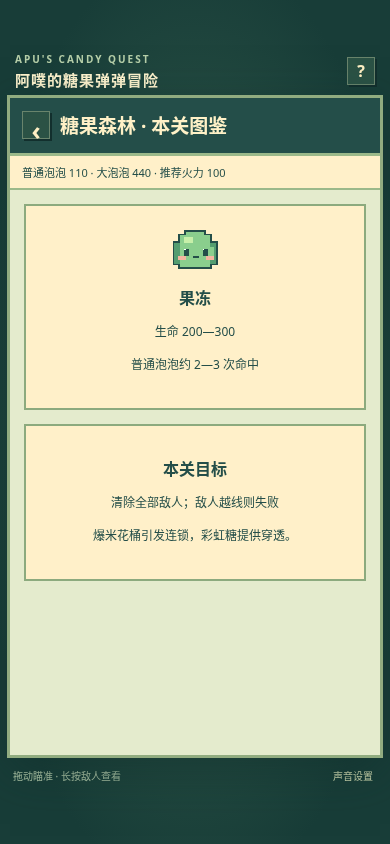 APU'S CANDY QUEST
阿噗的糖果弹弹冒险
?
‹ 糖果森林 · 本关图鉴
普通泡泡 110 · 大泡泡 440 · 推荐火力 100
果冻
生命 200—300
普通泡泡约 2—3 次命中
本关目标
清除全部敌人；敌人越线则失败
爆米花桶引发连锁，彩虹糖提供穿透。
拖动瞄准 · 长按敌人查看
声音设置